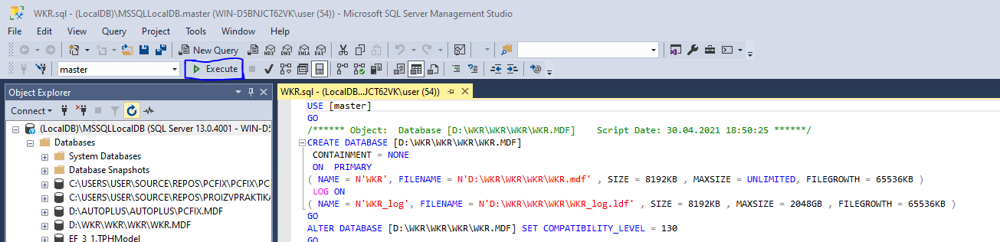 WKR.sql - (LocalDB)\MSSQLLocalDB.master (WIN-D5BNJCT62VK\user (54)) - Microsoft SQL Server Management Studio
File Edit View Query Project Tools Window Help
New Query MDX DMX XMLA DAX
master Execute
Object Explorer
Connect
(LocalDB)\MSSQLLocalDB (SQL Server 13.0.4001 - WIN-D5
Databases
System Databases
Database Snapshots
C:\USERS\USER\SOURCE\REPOS\PCFIX\PCFIX\PC
C:\USERS\USER\SOURCE\REPOS\PROIZVPRAKTIKA
D:\AUTOPLUS\AUTOPLUS\PCFIX.MDF
D:\WKR\WKR\WKR\WKR.MDF
EF_3_1.TPHModel
WKR.sql - (LocalDB...JCT62VK\user (54))
USE [master]
GO
/****** Object:  Database [D:\WKR\WKR\WKR\WKR.MDF]    Script Date: 30.04.2021 18:50:25 ******/
CREATE DATABASE [D:\WKR\WKR\WKR\WKR.MDF]
CONTAINMENT = NONE
ON  PRIMARY
( NAME = N'WKR', FILENAME = N'D:\WKR\WKR\WKR\WKR.mdf' , SIZE = 8192KB , MAXSIZE = UNLIMITED, FILEGROWTH = 65536KB )
LOG ON
( NAME = N'WKR_log', FILENAME = N'D:\WKR\WKR\WKR\WKR_log.ldf' , SIZE = 8192KB , MAXSIZE = 2048GB , FILEGROWTH = 65536KB )
GO
ALTER DATABASE [D:\WKR\WKR\WKR\WKR.MDF] SET COMPATIBILITY_LEVEL = 130
GO